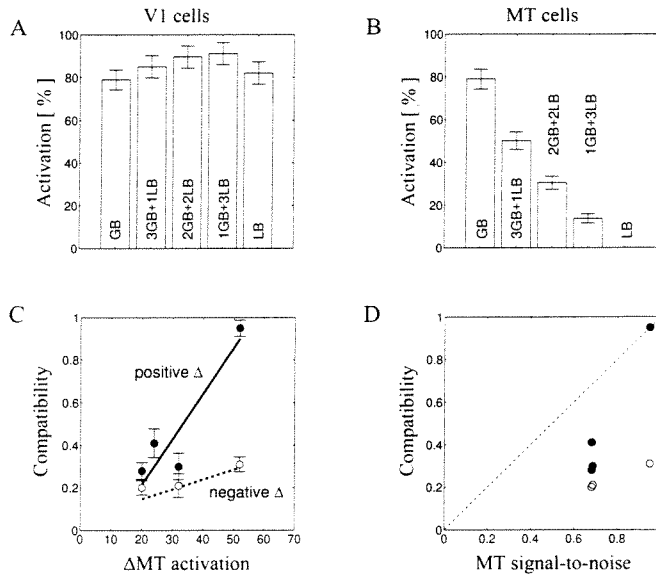 V1 cells
MT cells
A
B
Activation [ % ]
100
80
60
40
20
0
GB
3GB+1LB
2GB+2LB
1GB+3LB
LB
Activation [ % ]
100
80
60
40
20
0
GB
3GB+1LB
2GB+2LB
1GB+3LB
LB
C
D
Compatibility
1
0.8
0.6
0.4
0.2
0
positive Δ
negative Δ
0 10 20 30 40 50 60 70
ΔMT activation
Compatibility
1
0.8
0.6
0.4
0.2
0
0 0.2 0.4 0.6 0.8 1
MT signal-to-noise